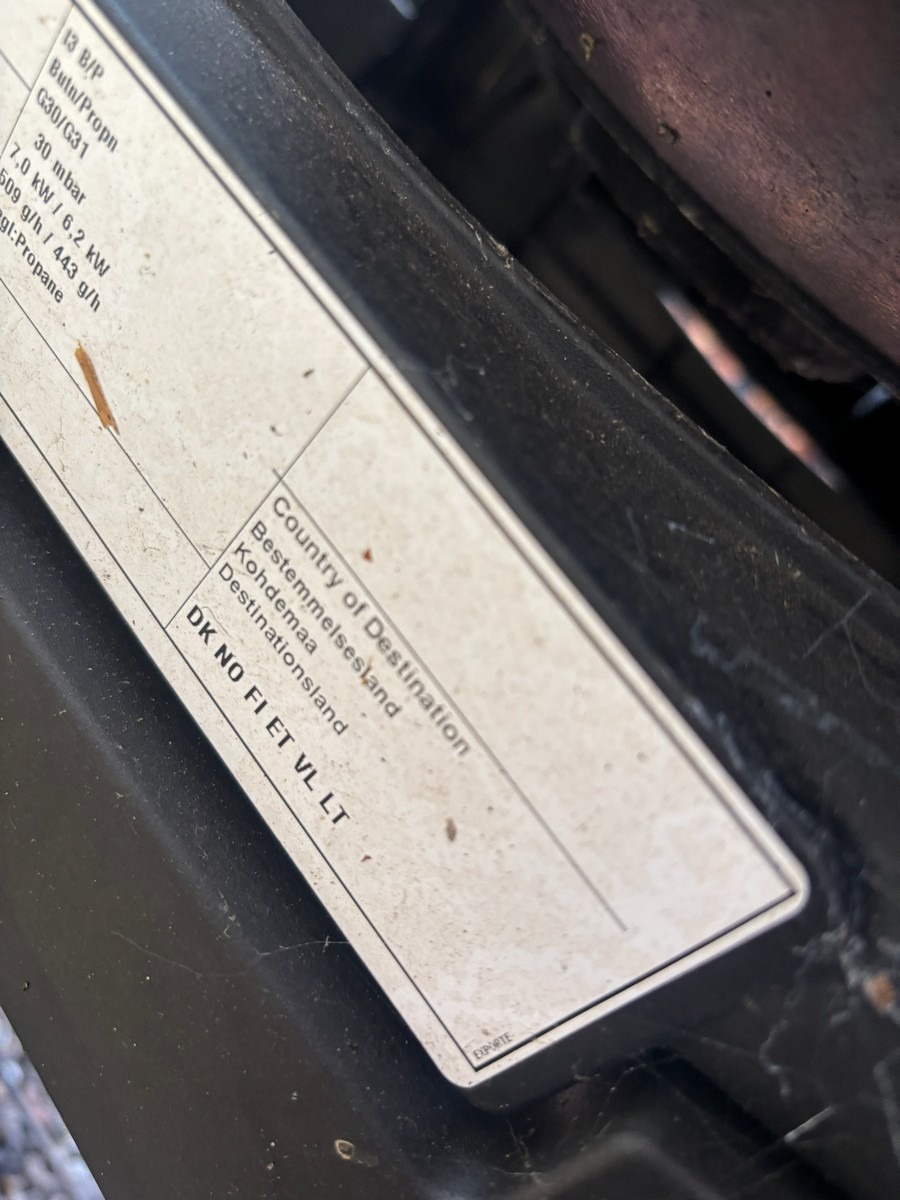 I3 B/P
Butn/Propn
G30/G31
30 mbar
7,0 kW / 6,2 kW
509 g/h / 443 g/h
Propane
Country of Destination
Bestemmelsesland
Kohdemaa
Destinationsland
DK NO FI ET VL LT
EXPORTE